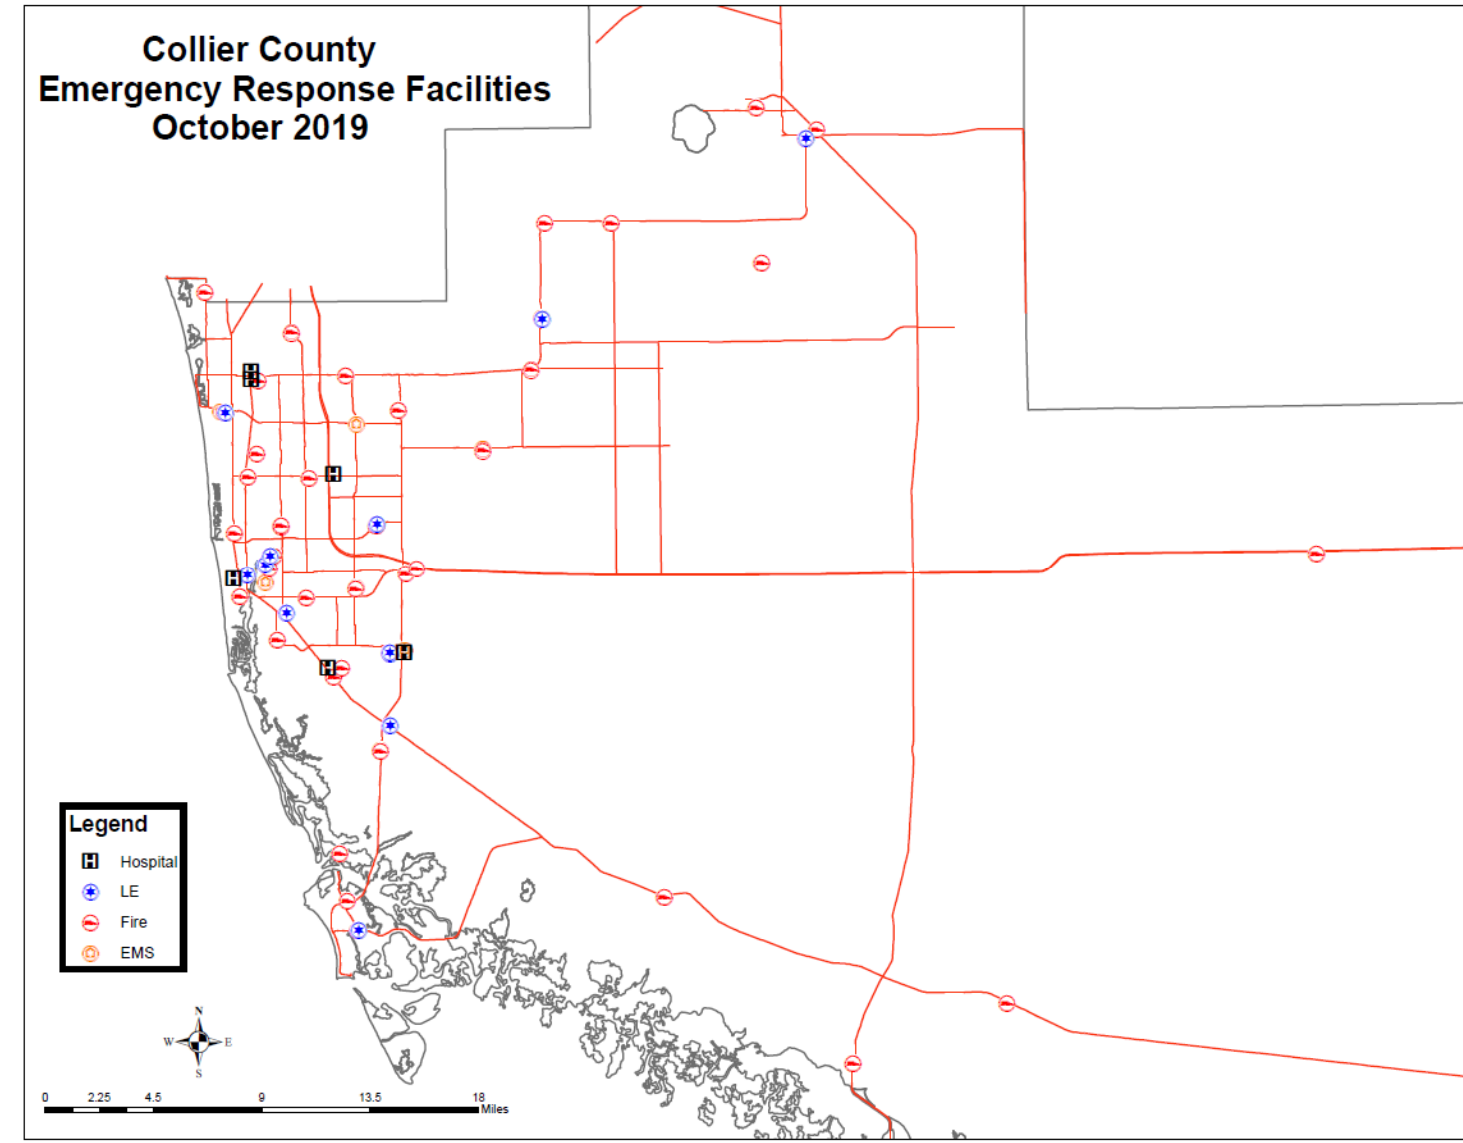 Collier County
Emergency Response Facilities
October 2019
Legend
H Hospital
LE
Fire
EMS
N
W E
S
0 2.25 4.5 9 13.5 18
Miles
H
H
H
H
H
H